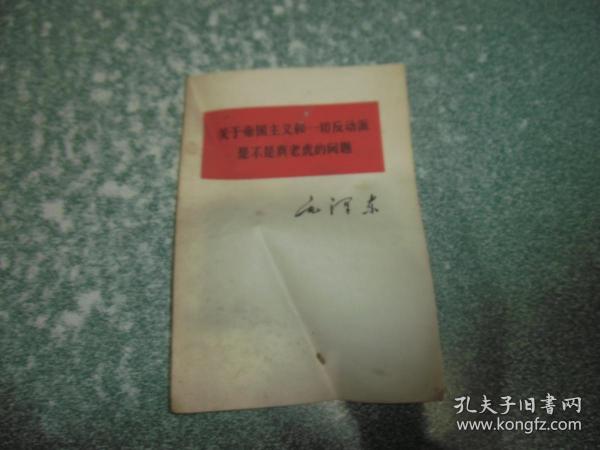 关于帝国主义和一切反动派
是不是真老虎的问题
毛泽东
孔夫子旧书网
www.kongfz.com